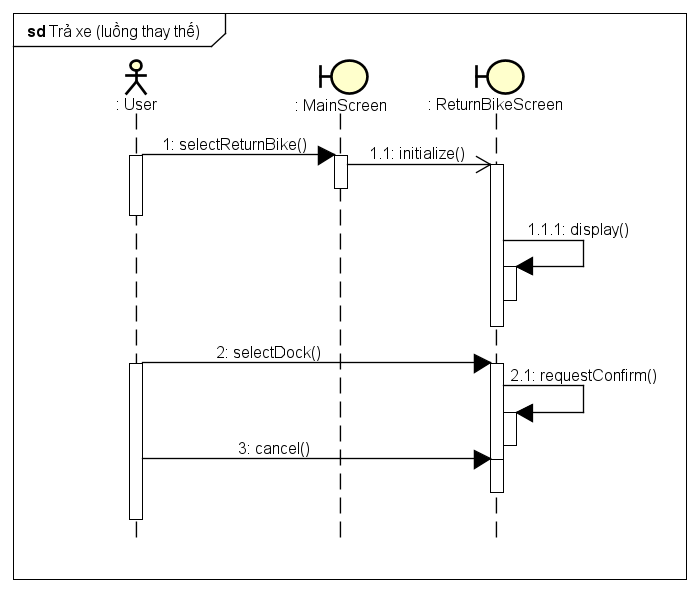 sd Trả xe (luồng thay thế)
: User
: MainScreen
: ReturnBikeScreen
1: selectReturnBike()
1.1: initialize()
1.1.1: display()
2: selectDock()
2.1: requestConfirm()
3: cancel()